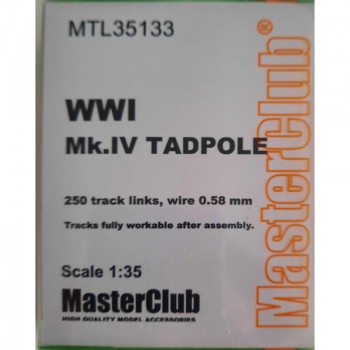 MTL35133
WWI
Mk.IV TADPOLE
250 track links, wire 0.58 mm
Tracks fully workable after assembly.
Scale 1:35
MasterClub
HIGH QUALITY MODEL ACCESSORIES
MasterClub®